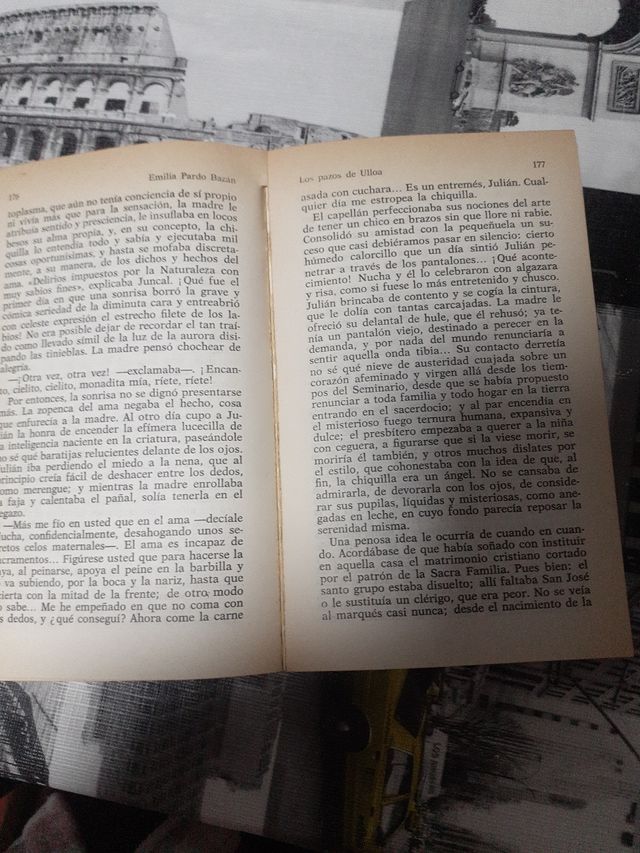 176
Emilia Pardo Bazán
toplasma, que aún no tenía conciencia de sí propio
ni vivía más que para la sensación, la madre le
atribuía sentido y presciencia, le insuflaba en locos
besos su alma propia, y, en su concepto, la chi-
quilla lo entendía todo y sabía y ejecutaba mil
cosas oportunísimas, y hasta se mofaba discreta-
mente, a su manera, de los dichos y hechos del
ama. «Delirios impuestos por la Naturaleza con
muy sabios fines», explicaba Juncal. ¡Qué fue el
primer día en que una sonrisa borró la grave y
cómica seriedad de la diminuta cara y entreabrió
con celeste expresión el estrecho filete de los la-
bios! No era posible dejar de recordar el tan traí-
do como llevado símil de la luz de la aurora disi-
pando las tinieblas. La madre pensó chochear de
alegría.
—¡Otra vez, otra vez! —exclamaba—. ¡Encan-
to, cielito, cielito, monadita mía, ríete, ríete!
Por entonces, la sonrisa no se dignó presentarse
más. La zopenca del ama negaba el hecho, cosa
que enfurecía a la madre. Al otro día cupo a Ju-
lián la honra de encender la efímera lucecilla de
la inteligencia naciente en la criatura, paseándole
no sé qué baratijas relucientes delante de los ojos.
Julián iba perdiendo el miedo a la nena, que al
principio creía fácil de deshacer entre los dedos,
como merengue; y mientras la madre enrollaba
la faja y calentaba el pañal, solía tenerla en el
regazo.
—Más me fío en usted que en el ama —decíale
Nucha, confidencialmente, desahogando unos se-
cretos celos maternales—. El ama es incapaz de
sacramentos... Figúrese usted que para hacerse la
raya, al peinarse, apoya el peine en la barbilla y
lo va subiendo, por la boca y la nariz, hasta que
acierta con la mitad de la frente; de otro modo
no sabe... Me he empeñado en que no coma con
los dedos, y ¿qué conseguí? Ahora come la carne
Los pazos de Ulloa
177
asada con cuchara... Es un entremés, Julián. Cual-
quier día me estropea la chiquilla.
El capellán perfeccionaba sus nociones del arte
de tener un chico en brazos sin que llore ni rabie.
Consolidó su amistad con la pequeñuela un su-
ceso que casi debiéramos pasar en silencio: cierto
húmedo calorcillo que un día sintió Julián pe-
netrar a través de los pantalones... ¡Qué aconte-
cimiento! Nucha y él lo celebraron con algazara
y risa, como si fuese lo más entretenido y chusco.
Julián brincaba de contento y se cogía la cintura,
que le dolía con tantas carcajadas. La madre le
ofreció su delantal de hule, que él rehusó; ya te-
nía un pantalón viejo, destinado a perecer en la
demanda, y por nada del mundo renunciaría a
sentir aquella onda tibia... Su contacto derretía
no sé qué nieve de austeridad cuajada sobre un
corazón afeminado y virgen allá desde los tiem-
pos del Seminario, desde que se había propuesto
renunciar a toda familia y todo hogar en la tierra
entrando en el sacerdocio; y al par encendía en
el misterioso fuego ternura humana, expansiva y
dulce; el presbítero empezaba a querer a la niña
con ceguera, a figurarse que si la viese morir, se
moriría él también, y otros muchos dislates por
el estilo, que cohonestaba con la idea de que, al
fin, la chiquilla era un ángel. No se cansaba de
admirarla, de devorarla con los ojos, de conside-
rar sus pupilas, líquidas y misteriosas, como ane-
gadas en leche, en cuyo fondo parecía reposar la
serenidad misma.
Una penosa idea le ocurría de cuando en cuan-
do. Acordábase de que había soñado con instituir
en aquella casa el matrimonio cristiano cortado
por el patrón de la Sacra Familia. Pues bien: el
santo grupo estaba disuelto; allí faltaba San José
o le sustituía un clérigo, que era peor. No se veía
al marqués casi nunca; desde el nacimiento de la